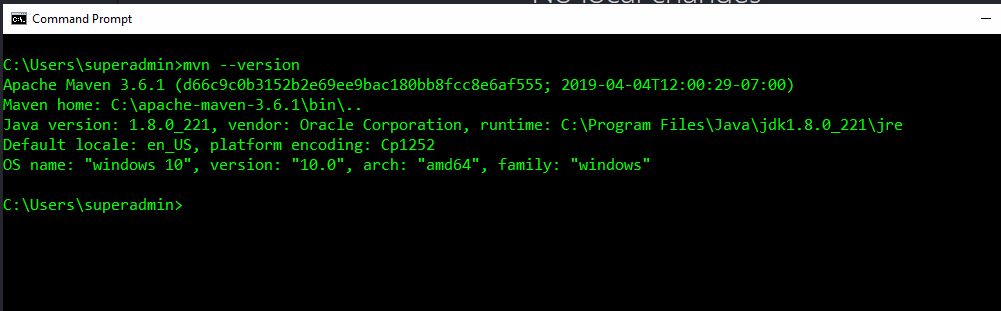 No local changes
Command Prompt
C:\Users\superadmin>mvn --version
Apache Maven 3.6.1 (d66c9c0b3152b2e69ee9bac180bb8fcc8e6af555; 2019-04-04T12:00:29-07:00)
Maven home: C:\apache-maven-3.6.1\bin\..
Java version: 1.8.0_221, vendor: Oracle Corporation, runtime: C:\Program Files\Java\jdk1.8.0_221\jre
Default locale: en_US, platform encoding: Cp1252
OS name: "windows 10", version: "10.0", arch: "amd64", family: "windows"
C:\Users\superadmin>